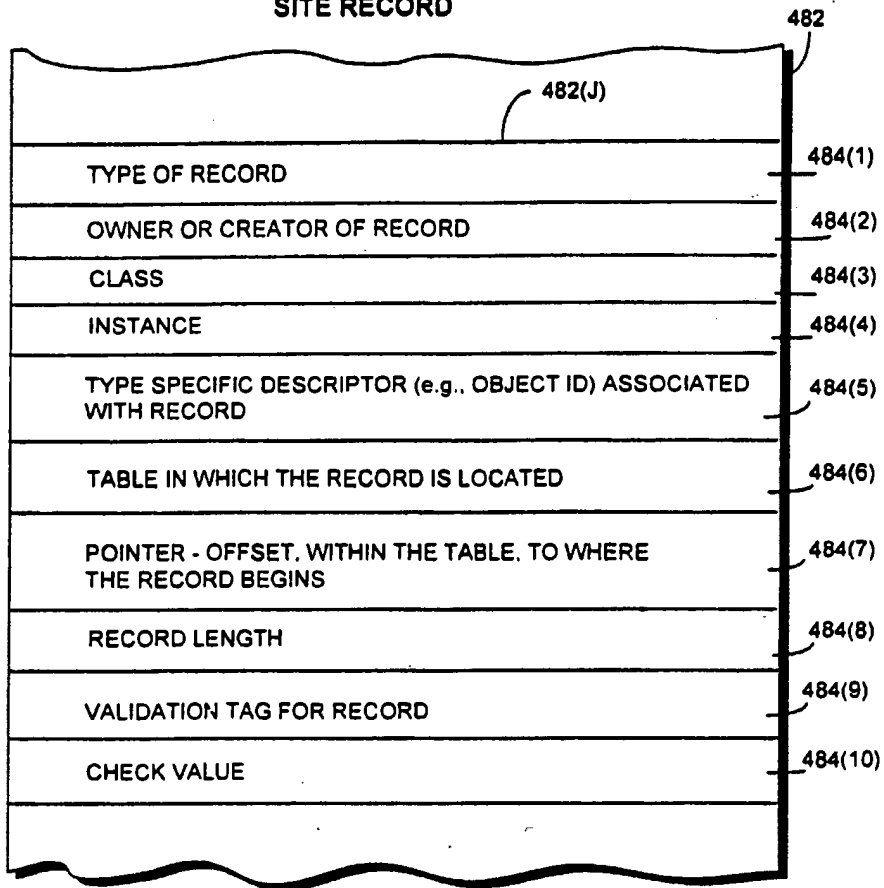 SITE RECORD
482
482(J)
TYPE OF RECORD 484(1)
OWNER OR CREATOR OF RECORD 484(2)
CLASS 484(3)
INSTANCE 484(4)
TYPE SPECIFIC DESCRIPTOR (e.g., OBJECT ID) ASSOCIATED
WITH RECORD 484(5)
TABLE IN WHICH THE RECORD IS LOCATED 484(6)
POINTER - OFFSET, WITHIN THE TABLE, TO WHERE
THE RECORD BEGINS 484(7)
RECORD LENGTH 484(8)
VALIDATION TAG FOR RECORD 484(9)
CHECK VALUE 484(10)